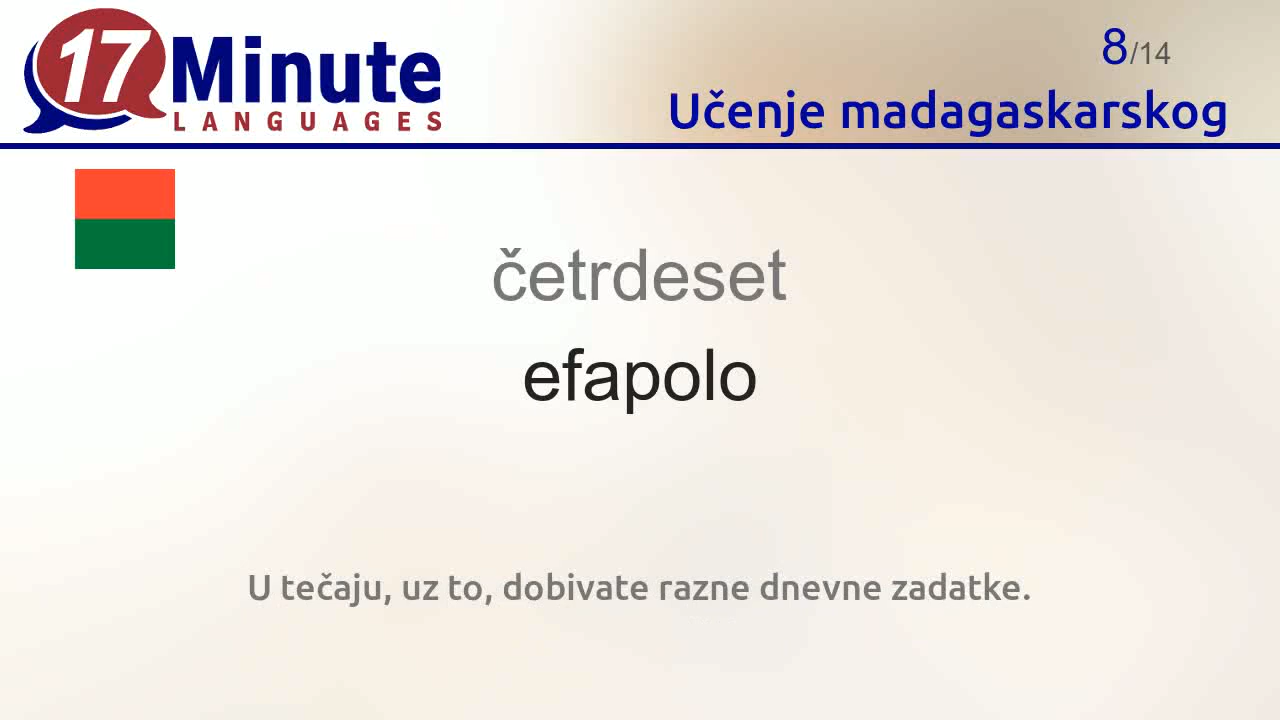 17 Minute
LANGUAGES
8/14
Učenje madagaskarskog
četrdeset
efapolo
U tečaju, uz to, dobivate razne dnevne zadatke.